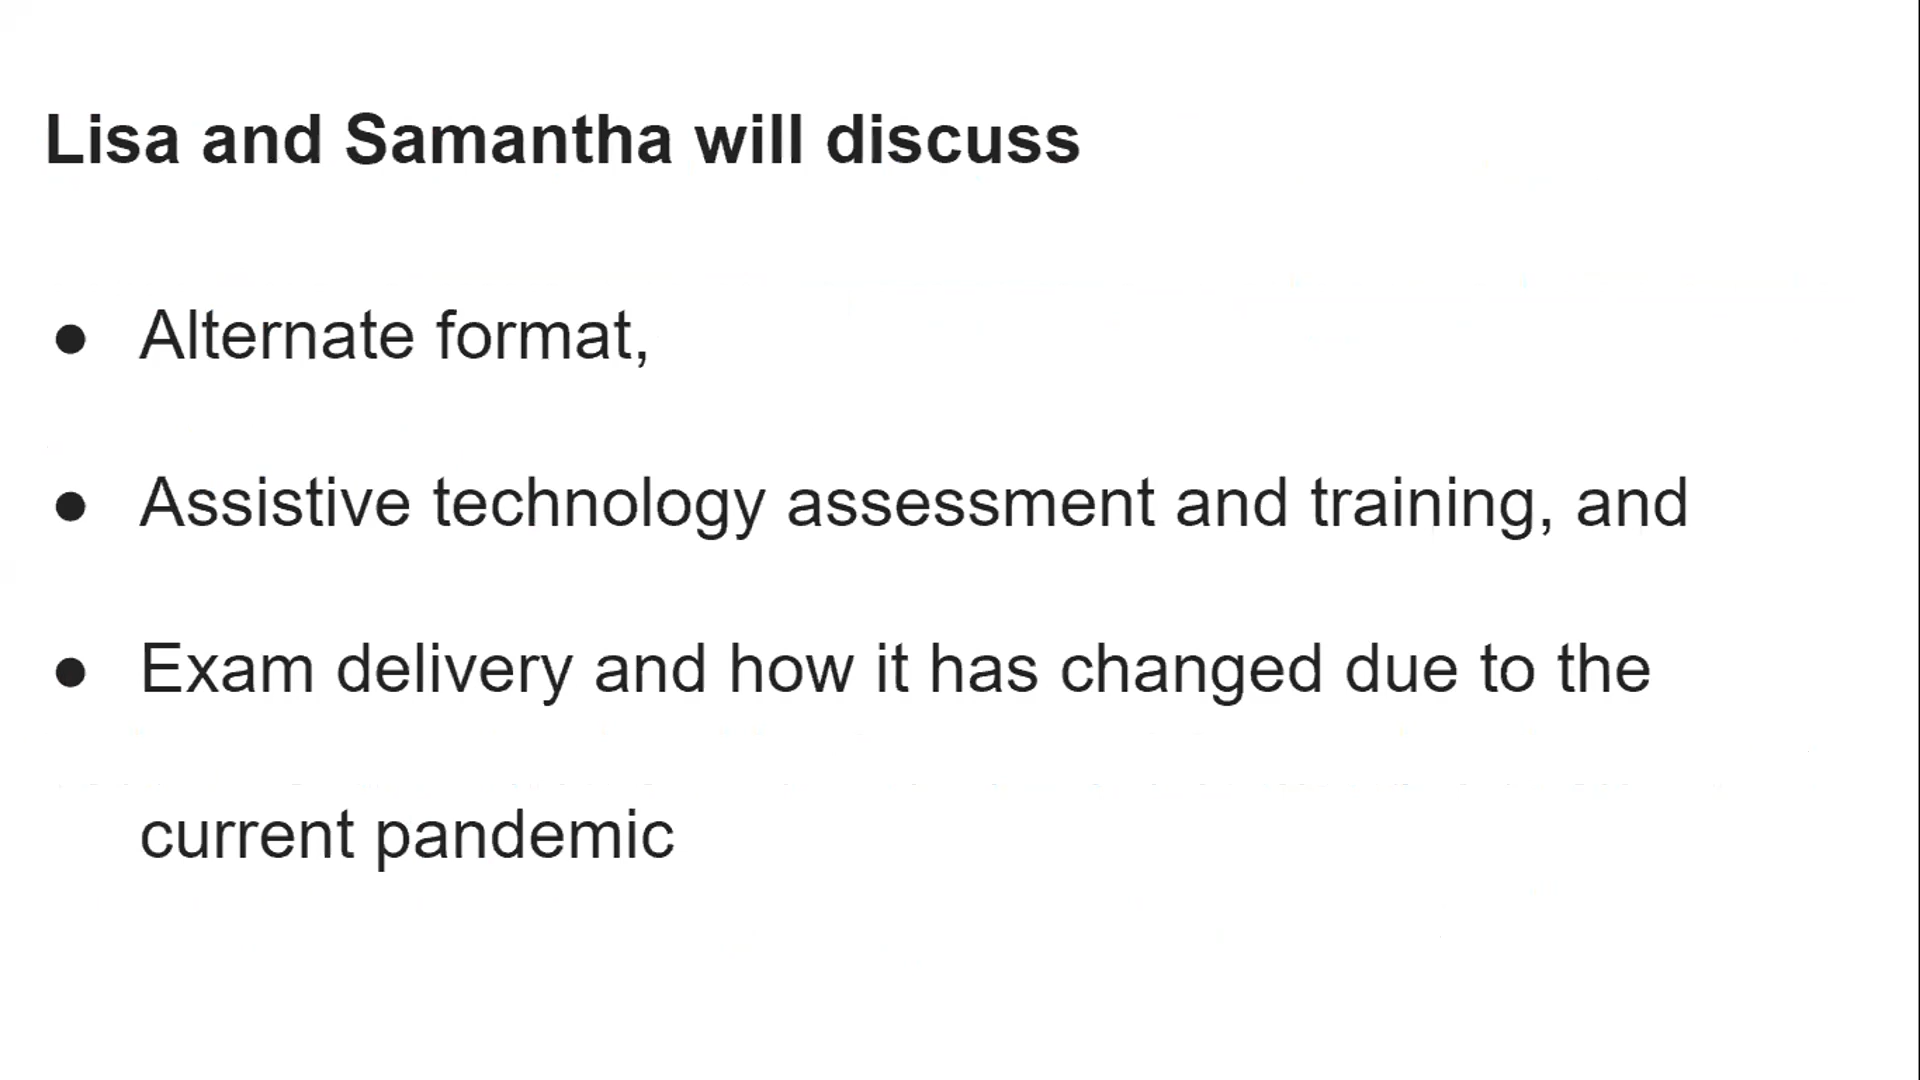 Lisa and Samantha will discuss
● Alternate format,
● Assistive technology assessment and training, and
● Exam delivery and how it has changed due to the
current pandemic